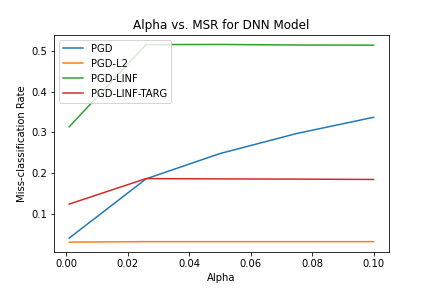 Alpha vs. MSR for DNN Model
PGD
PGD-L2
PGD-LINF
PGD-LINF-TARG
0.5
0.4
0.3
0.2
0.1
Miss-classification Rate
0.00 0.02 0.04 0.06 0.08 0.10
Alpha